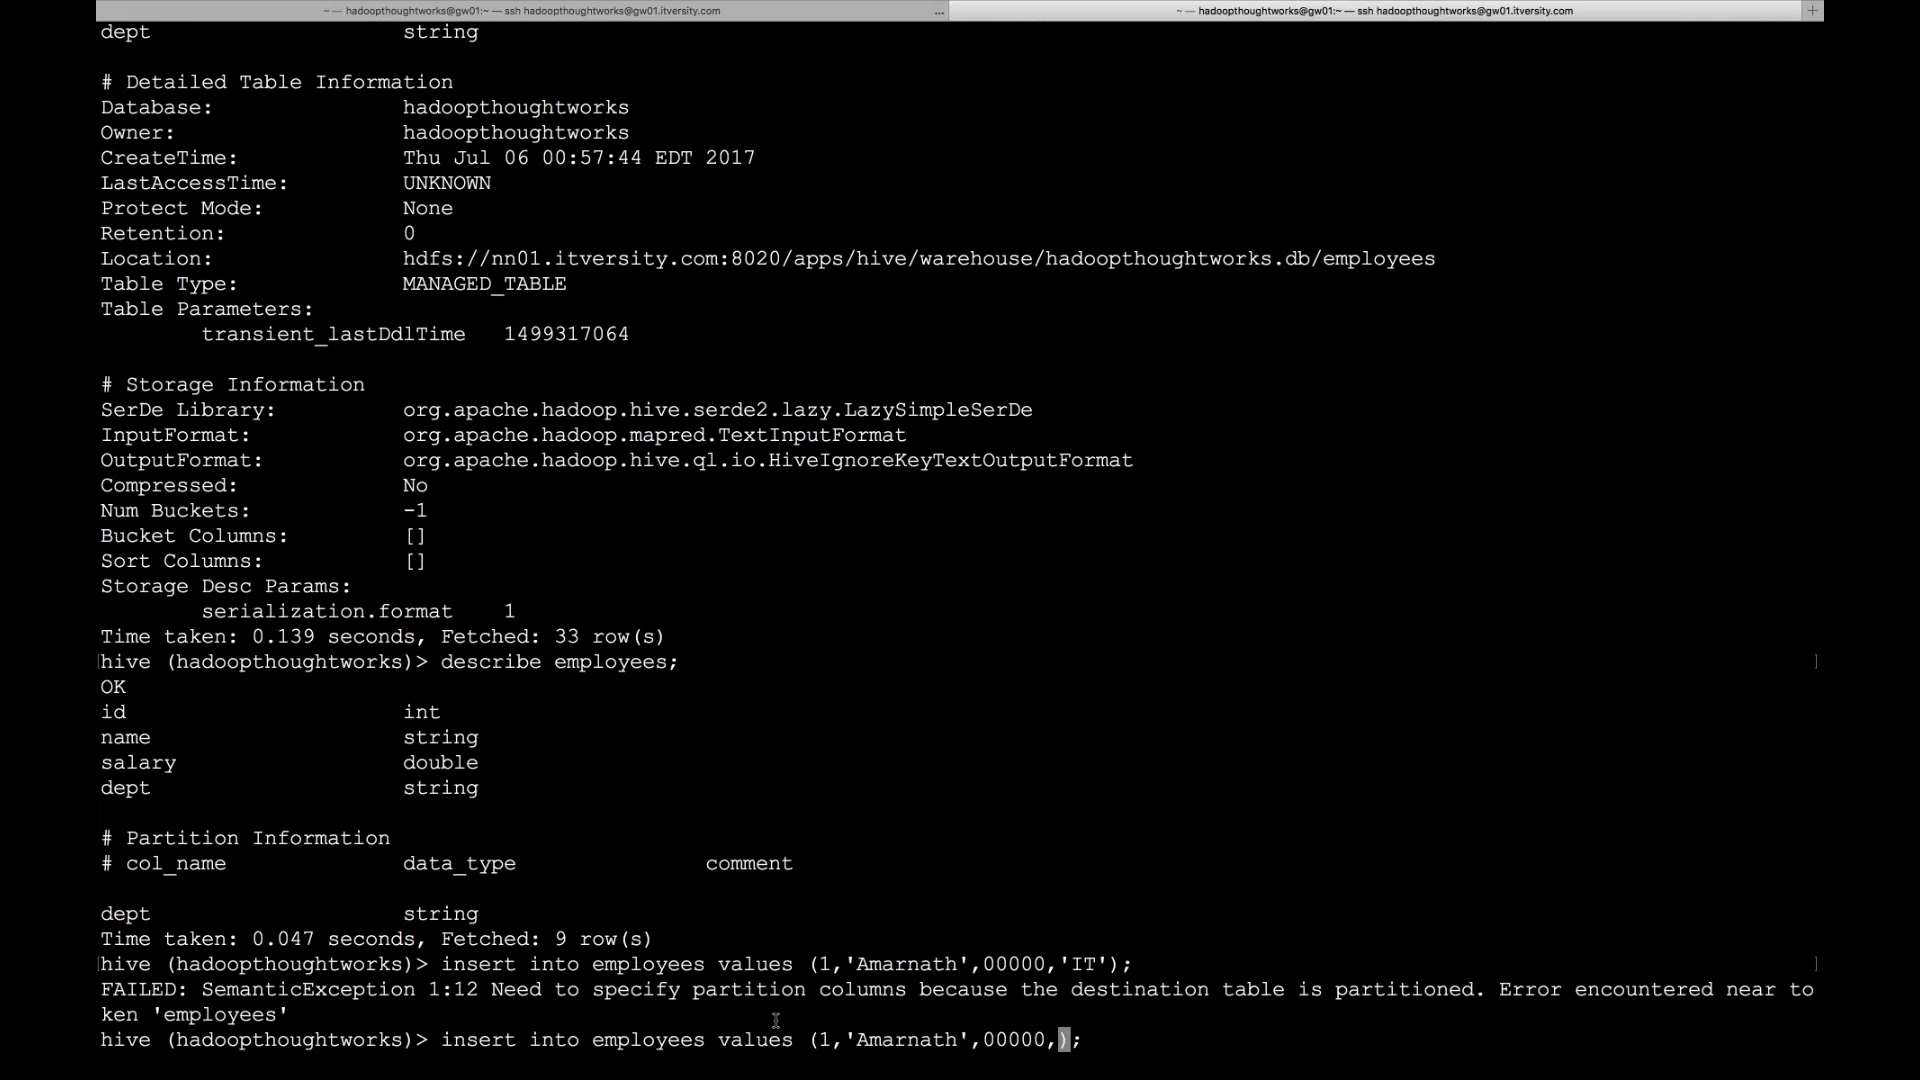 ~ — hadoopthoughtworks@gw01:~ — ssh hadoopthoughtworks@gw01.itversity.com ... ~ — hadoopthoughtworks@gw01:~ — ssh hadoopthoughtworks@gw01.itversity.com +
dept string
# Detailed Table Information
Database: hadoopthoughtworks
Owner: hadoopthoughtworks
CreateTime: Thu Jul 06 00:57:44 EDT 2017
LastAccessTime: UNKNOWN
Protect Mode: None
Retention: 0
Location: hdfs://nn01.itversity.com:8020/apps/hive/warehouse/hadoopthoughtworks.db/employees
Table Type: MANAGED_TABLE
Table Parameters:
transient_lastDdlTime 1499317064
# Storage Information
SerDe Library: org.apache.hadoop.hive.serde2.lazy.LazySimpleSerDe
InputFormat: org.apache.hadoop.mapred.TextInputFormat
OutputFormat: org.apache.hadoop.hive.ql.io.HiveIgnoreKeyTextOutputFormat
Compressed: No
Num Buckets: -1
Bucket Columns: []
Sort Columns: []
Storage Desc Params:
serialization.format 1
Time taken: 0.139 seconds, Fetched: 33 row(s)
[hive (hadoopthoughtworks)> describe employees; ]
OK
id int
name string
salary double
dept string
# Partition Information
# col_name data_type comment
dept string
Time taken: 0.047 seconds, Fetched: 9 row(s)
[hive (hadoopthoughtworks)> insert into employees values (1,'Amarnath',00000,'IT'); ]
FAILED: SemanticException 1:12 Need to specify partition columns because the destination table is partitioned. Error encountered near to
ken 'employees'
hive (hadoopthoughtworks)> insert into employees values (1,'Amarnath',00000,);